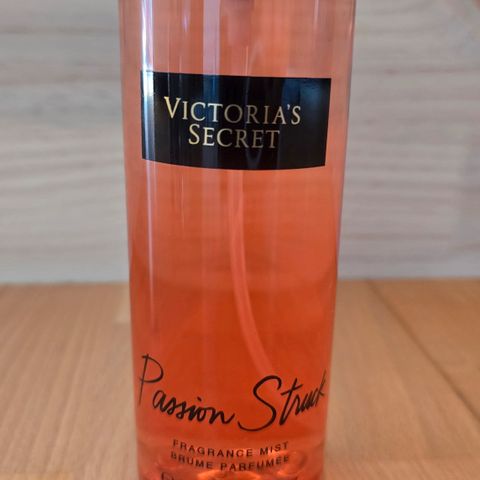 VICTORIA'S
SECRET
Passion Struck
FRAGRANCE MIST
BRUME PARFUMÉE